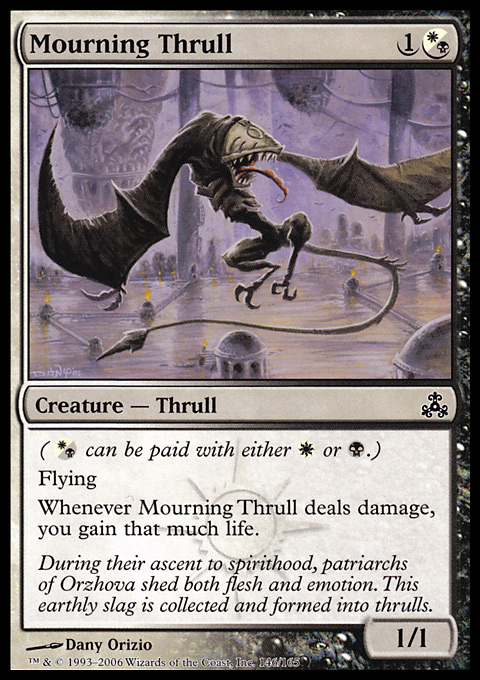 Mourning Thrull 1
Creature — Thrull
( can be paid with either or .)
Flying
Whenever Mourning Thrull deals damage,
you gain that much life.
During their ascent to spirithood, patriarchs
of Orzhova shed both flesh and emotion. This
earthly slag is collected and formed into thrulls.
Dany Orizio
1/1
™ & © 1993–2006 Wizards of the Coast, Inc. 146/165